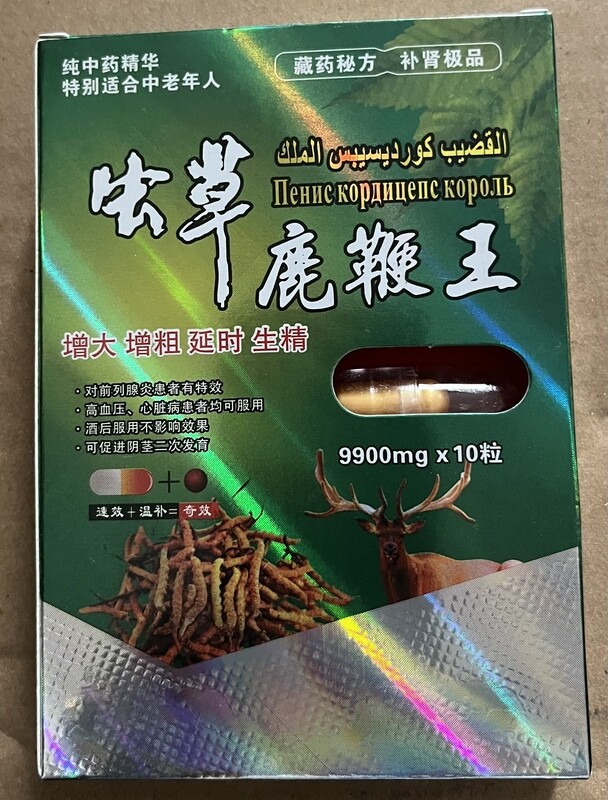 纯中药精华
特别适合中老年人
藏药秘方 补肾极品
القضيب كورديسيبس الملك
Пенис кордицепс король
虫草
鹿鞭王
增大 增粗 延时 生精
·对前列腺炎患者有特效
·高血压、心脏病患者均可服用
·酒后服用不影响效果
·可促进阴茎二次发育
9900mg x 10粒
速效+温补=奇效